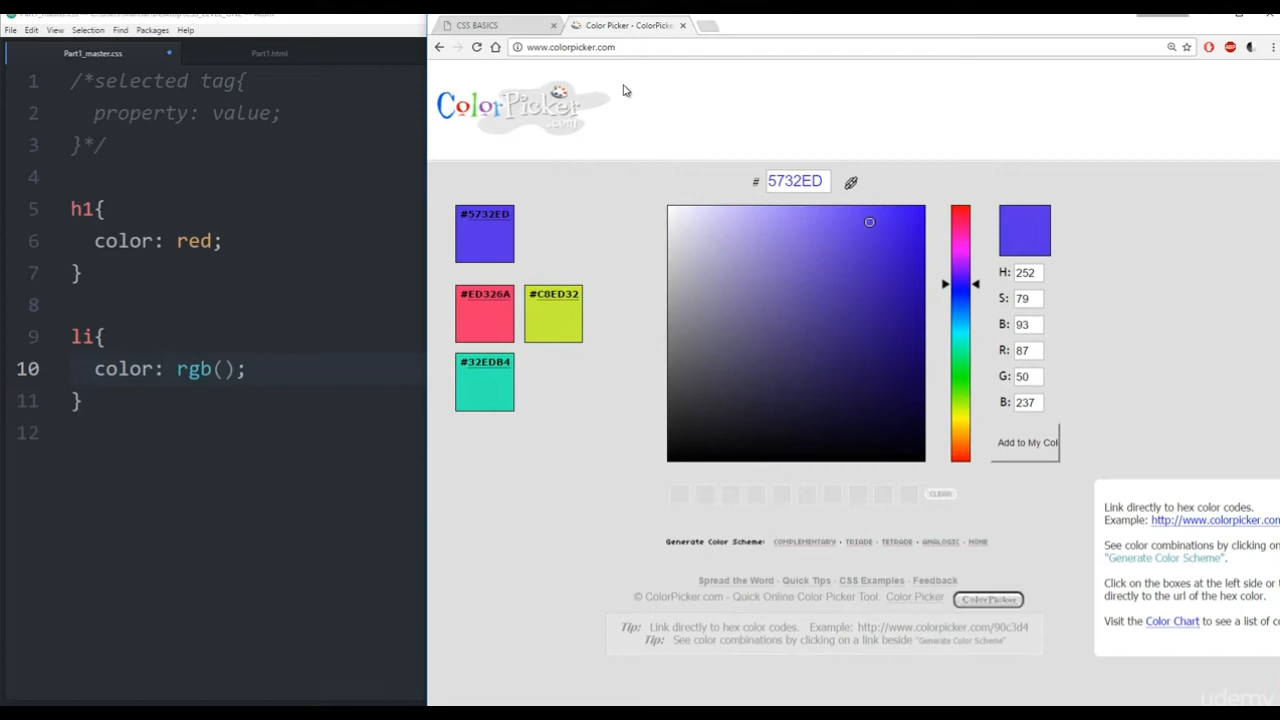 File Edit View Selection Find Packages Help
CSS BASICS
Color Picker - ColorPicke
www.colorpicker.com
Part1_master.css
Part1.html
1 /*selected tag{
2 property: value;
3 }*/
4
5 h1{
6 color: red;
7 }
8
9 li{
10 color: rgb();
11 }
12
ColorPicker
.com
# 5732ED
#5732ED
#ED326A
#C8ED32
#32EDB4
H: 252
S: 79
B: 93
R: 87
G: 50
B: 237
Add to My Col
CLEAR
Generate Color Scheme: COMPLEMENTARY · TRIADE · TETRADE · ANALOGIC · NONE
Spread the Word · Quick Tips · CSS Examples · Feedback
© ColorPicker.com - Quick Online Color Picker Tool Color Picker ColorPicker
Tip: Link directly to hex color codes. Example: http://www.colorpicker.com/90c3d4
Tip: See color combinations by clicking on a link beside "Generate Color Scheme"
Link directly to hex color codes.
Example: http://www.colorpicker.com
See color combinations by clicking on
"Generate Color Scheme".
Click on the boxes at the left side or t
directly to the url of the hex color.
Visit the Color Chart to see a list of co
udemy